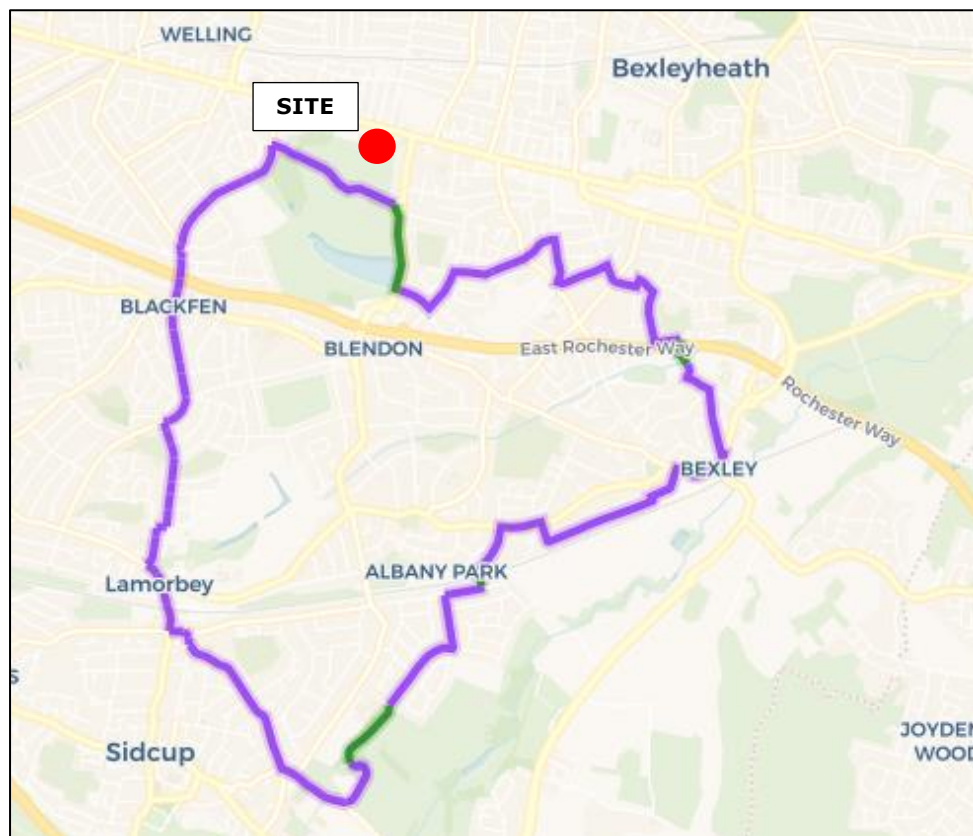 WELLING
Bexleyheath
SITE
BLACKFEN
BLENDON
East Rochester Way
Rochester Way
BEXLEY
ALBANY PARK
Lamorbey
S
Sidcup
JOYDEN
WOOD